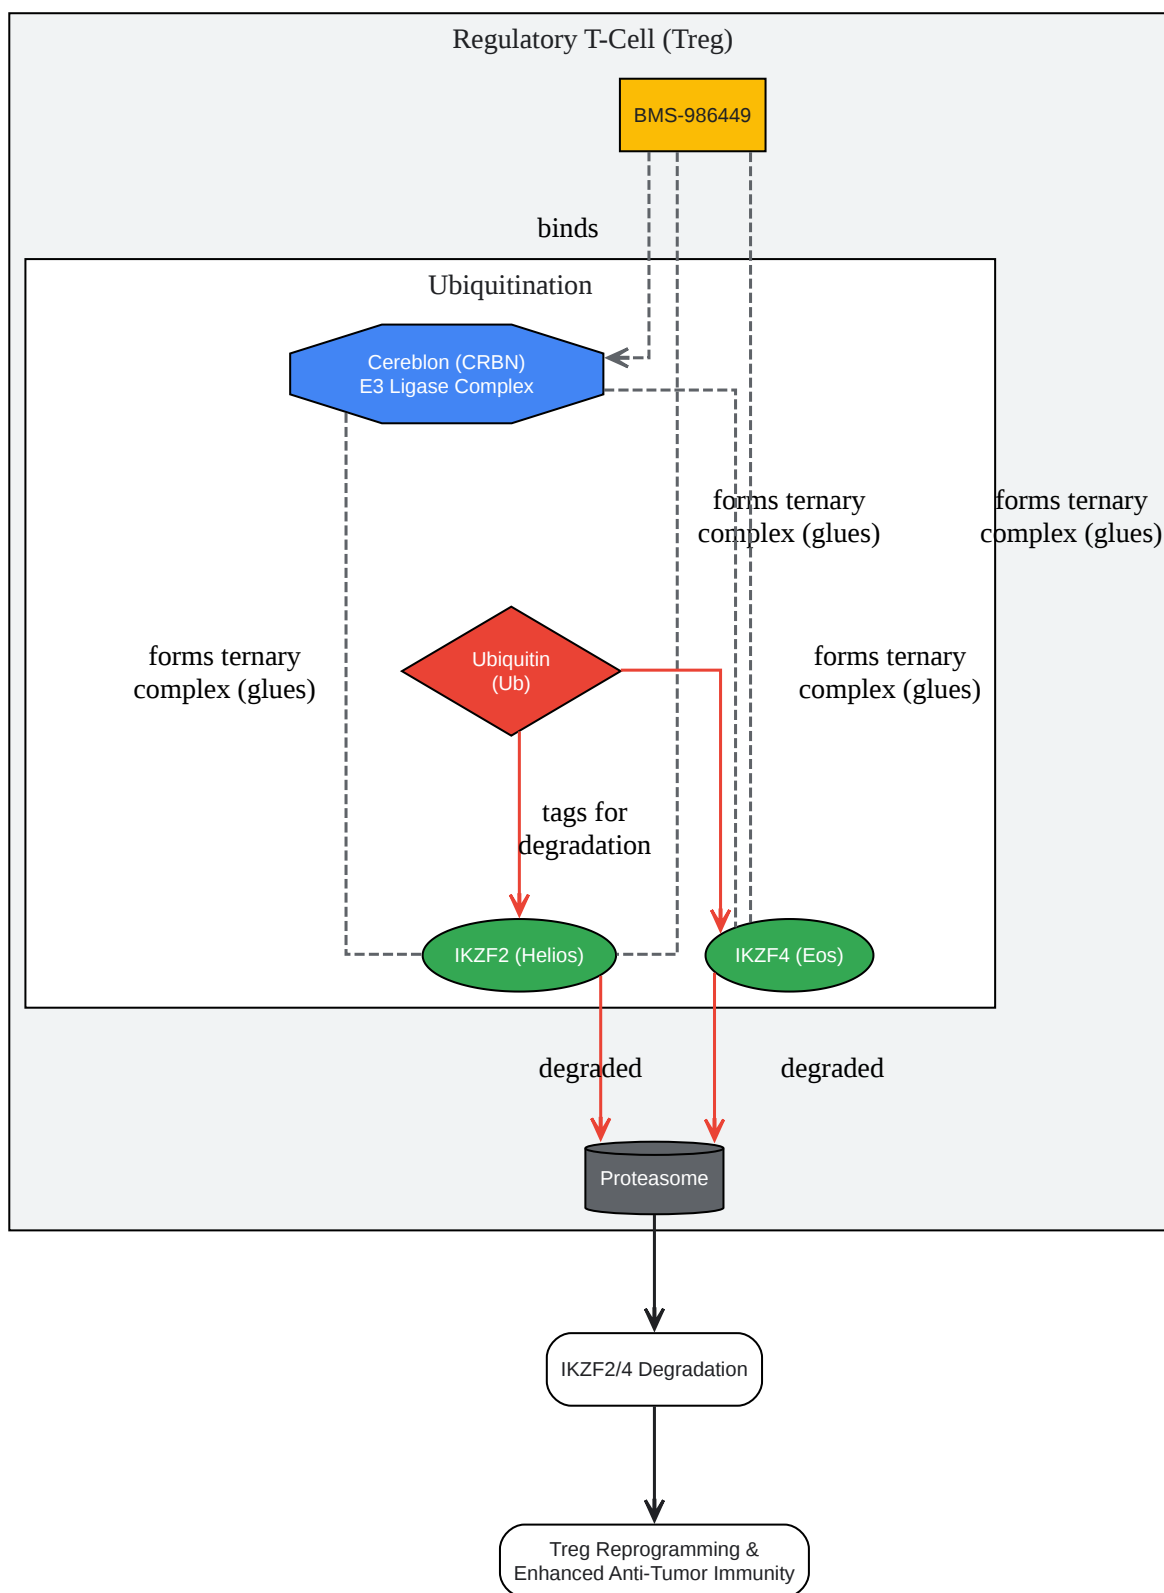 Regulatory T-Cell (Treg)
BMS-986449
binds
Ubiquitination
Cereblon (CRBN)
E3 Ligase Complex
forms ternary
complex (glues)
forms ternary
complex (glues)
forms ternary
complex (glues)
Ubiquitin
(Ub)
forms ternary
complex (glues)
tags for
degradation
IKZF2 (Helios)
IKZF4 (Eos)
degraded
degraded
Proteasome
IKZF2/4 Degradation
Treg Reprogramming &
Enhanced Anti-Tumor Immunity